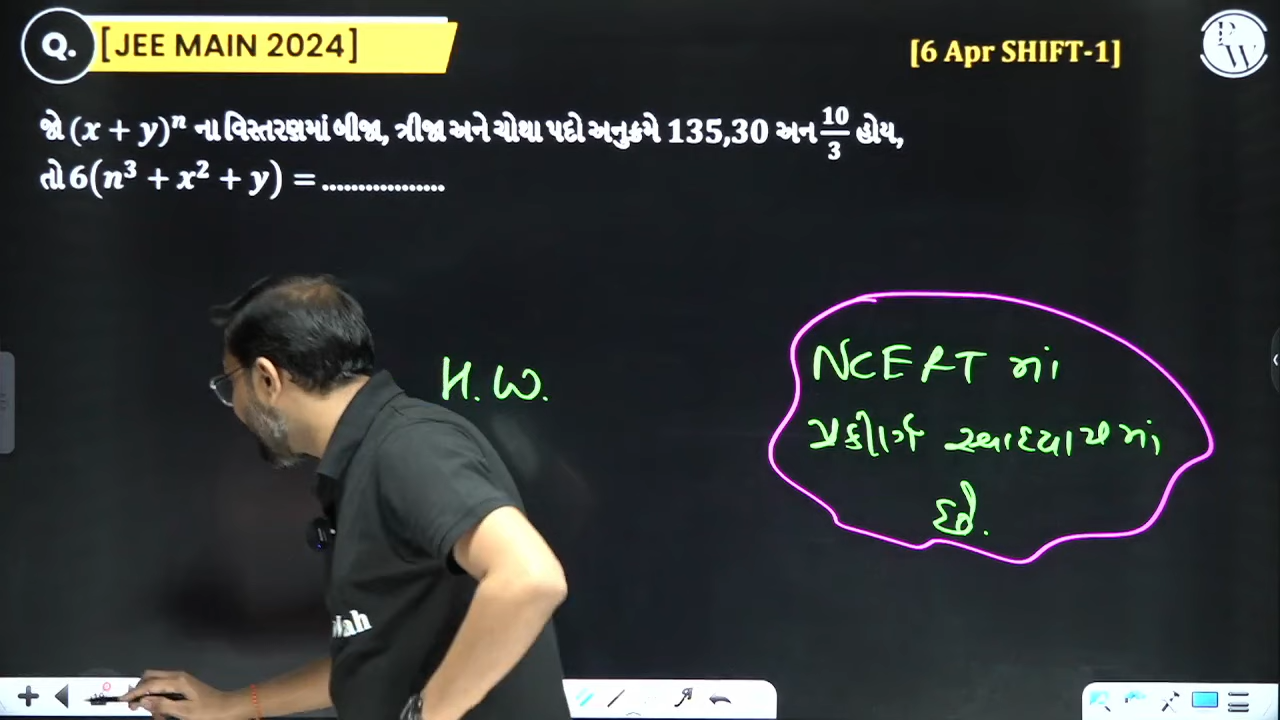 Q. [JEE MAIN 2024]
[6 Apr SHIFT-1]
PW
જો (x + y)ⁿ ના વિસ્તરણમાં બીજા, ત્રીજા અને ચોથા પદો અનુક્રમે 135,30 અન 10/3 હોય,
તો 6(n³ + x² + y) = .................
H.W.
NCERT માં
પ્રકીર્ણ
છે.